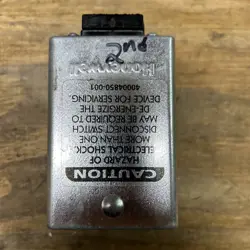 CAUTION
HAZARD OF
ELECTRICAL SHOCK.
MORE THAN ONE
DISCONNECT SWITCH
MAY BE REQUIRED TO
DE-ENERGIZE THE
DEVICE FOR SERVICING.
40004850-001
Honeywell